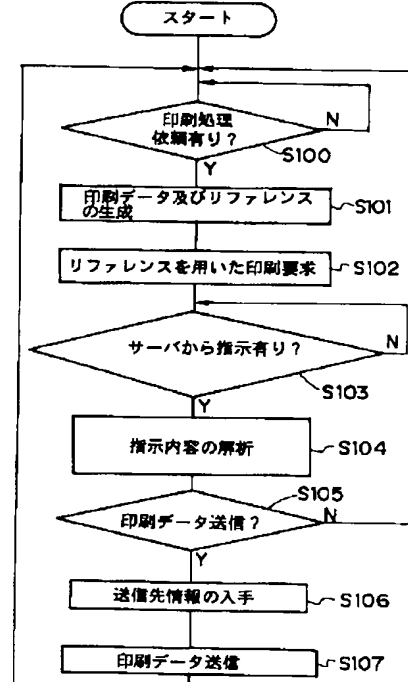 スタート
印刷処理
依頼有り?
N
S100
Y
印刷データ及びリファレンス
の生成
S101
リファレンスを用いた印刷要求
S102
サーバから指示有り?
N
S103
Y
指示内容の解析
S104
S105
印刷データ送信?
N
Y
送信先情報の入手
S106
印刷データ送信
S107